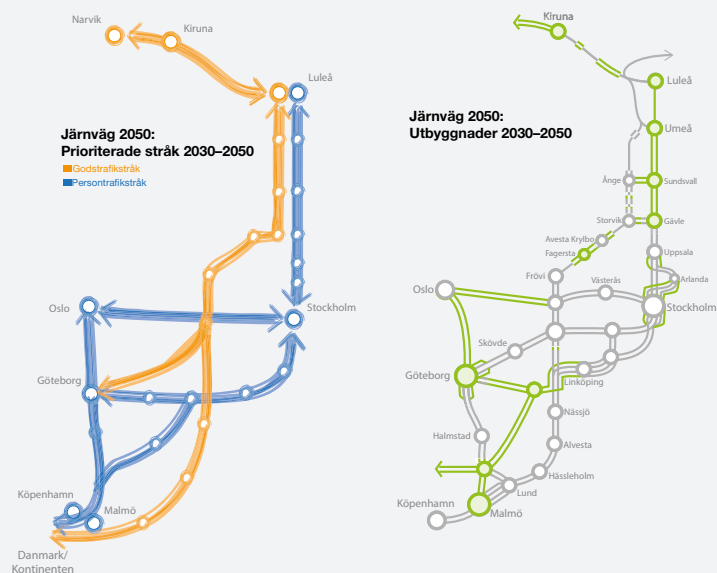 Narvik
Kiruna
Luleå
Järnväg 2050:
Prioriterade stråk 2030–2050
Godstrafikstråk
Persontrafikstråk
Oslo
Stockholm
Göteborg
Köpenhamn
Malmö
Danmark/
Kontinenten
Kiruna
Luleå
Järnväg 2050:
Utbyggnader 2030–2050
Umeå
Ånge
Sundsvall
Storvik
Gävle
Avesta Krylbo
Fagersta
Uppsala
Frövi
Västerås
Arlanda
Oslo
Stockholm
Skövde
Göteborg
Linköping
Nässjö
Halmstad
Alvesta
Hässleholm
Lund
Köpenhamn
Malmö